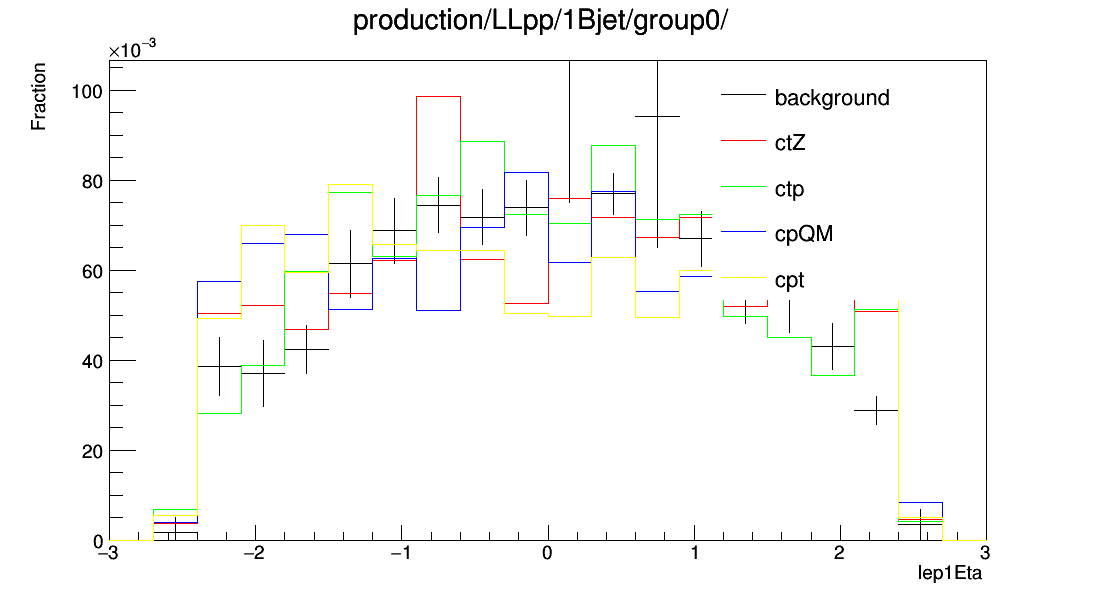 production/LLpp/1Bjet/group0/
×10⁻³
Fraction
100
80
60
40
20
0
background
ctZ
ctp
cpQM
cpt
−3 −2 −1 0 1 2 3
lep1Eta